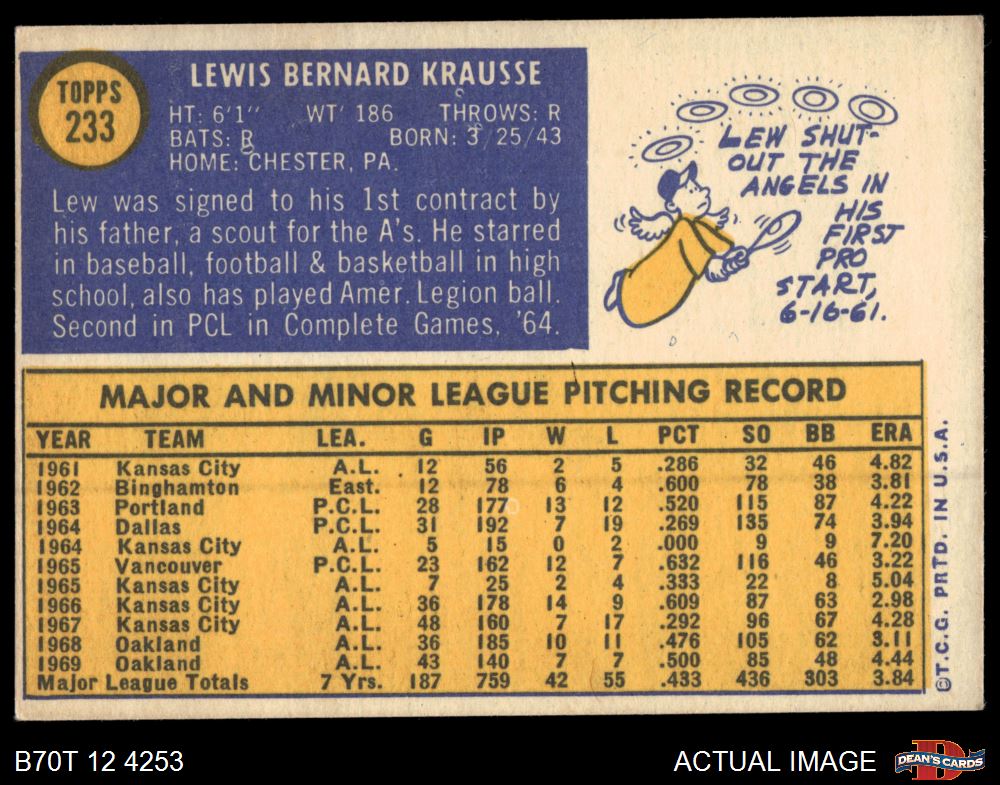 TOPPS
233
LEWIS BERNARD KRAUSSE
HT: 6'1" WT' 186 THROWS: R
BATS: R BORN: 3/25/43
HOME: CHESTER, PA.
Lew was signed to his 1st contract by
his father, a scout for the A's. He starred
in baseball, football & basketball in high
school, also has played Amer. Legion ball.
Second in PCL in Complete Games, '64.
LEW SHUT-
OUT THE
ANGELS IN
HIS
FIRST
PRO
START,
6-16-61.
MAJOR AND MINOR LEAGUE PITCHING RECORD
YEAR TEAM LEA. G IP W L PCT SO BB ERA
1961 Kansas City A.L. 12 56 2 5 .286 32 46 4.82
1962 Binghamton East. 12 78 6 4 .600 78 38 3.81
1963 Portland P.C.L. 28 177 13 12 .520 115 87 4.22
1964 Dallas P.C.L. 31 192 7 19 .269 135 74 3.94
1964 Kansas City A.L. 5 15 0 2 .000 9 9 7.20
1965 Vancouver P.C.L. 23 162 12 7 .632 116 46 3.22
1965 Kansas City A.L. 7 25 2 4 .333 22 8 5.04
1966 Kansas City A.L. 36 178 14 9 .609 87 63 2.98
1967 Kansas City A.L. 48 160 7 17 .292 96 67 4.28
1968 Oakland A.L. 36 185 10 11 .476 105 62 3.11
1969 Oakland A.L. 43 140 7 7 .500 85 48 4.44
Major League Totals 7 Yrs. 187 759 42 55 .433 436 303 3.84
©T.C.G. PRTD. IN U.S.A.
B70T 12 4253
ACTUAL IMAGE
DEAN'S CARDS